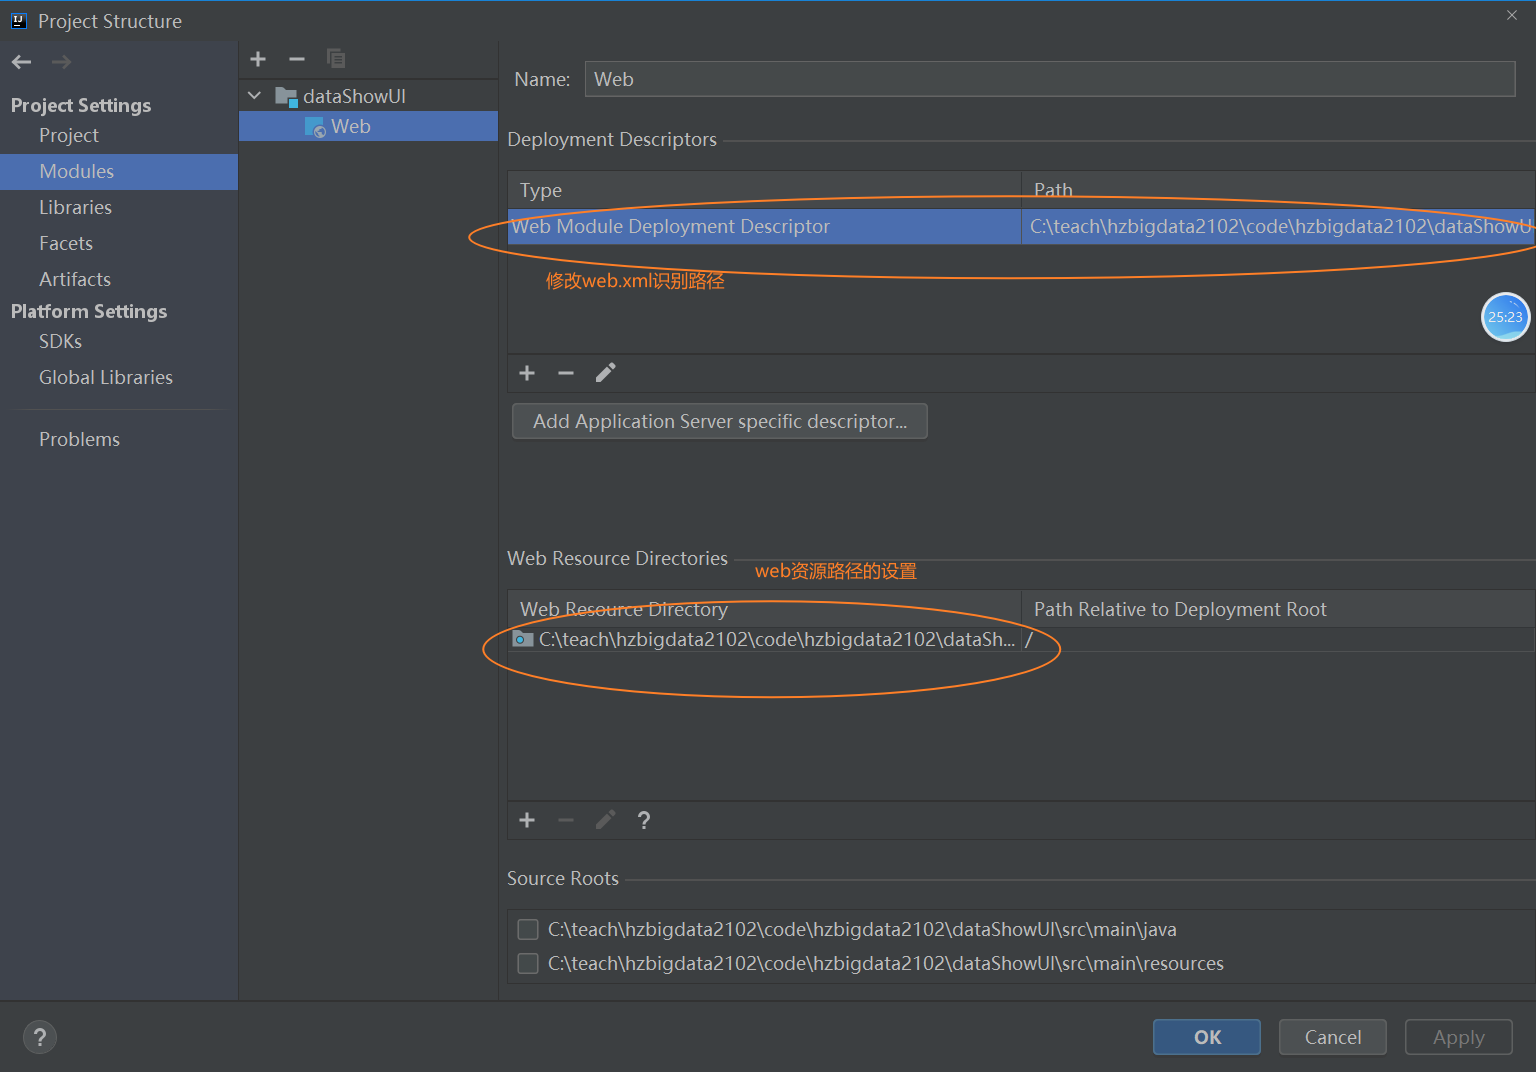 Project Structure
Project Settings
Project
Modules
Libraries
Facets
Artifacts
Platform Settings
SDKs
Global Libraries
Problems
dataShowUI
Web
Name: Web
Deployment Descriptors
Type Path
Web Module Deployment Descriptor C:\teach\hzbigdata2102\code\hzbigdata2102\dataShowU
修改web.xml识别路径
25:23
Add Application Server specific descriptor...
Web Resource Directories
web资源路径的设置
Web Resource Directory Path Relative to Deployment Root
C:\teach\hzbigdata2102\code\hzbigdata2102\dataSh... /
Source Roots
C:\teach\hzbigdata2102\code\hzbigdata2102\dataShowUI\src\main\java
C:\teach\hzbigdata2102\code\hzbigdata2102\dataShowUI\src\main\resources
OK Cancel Apply